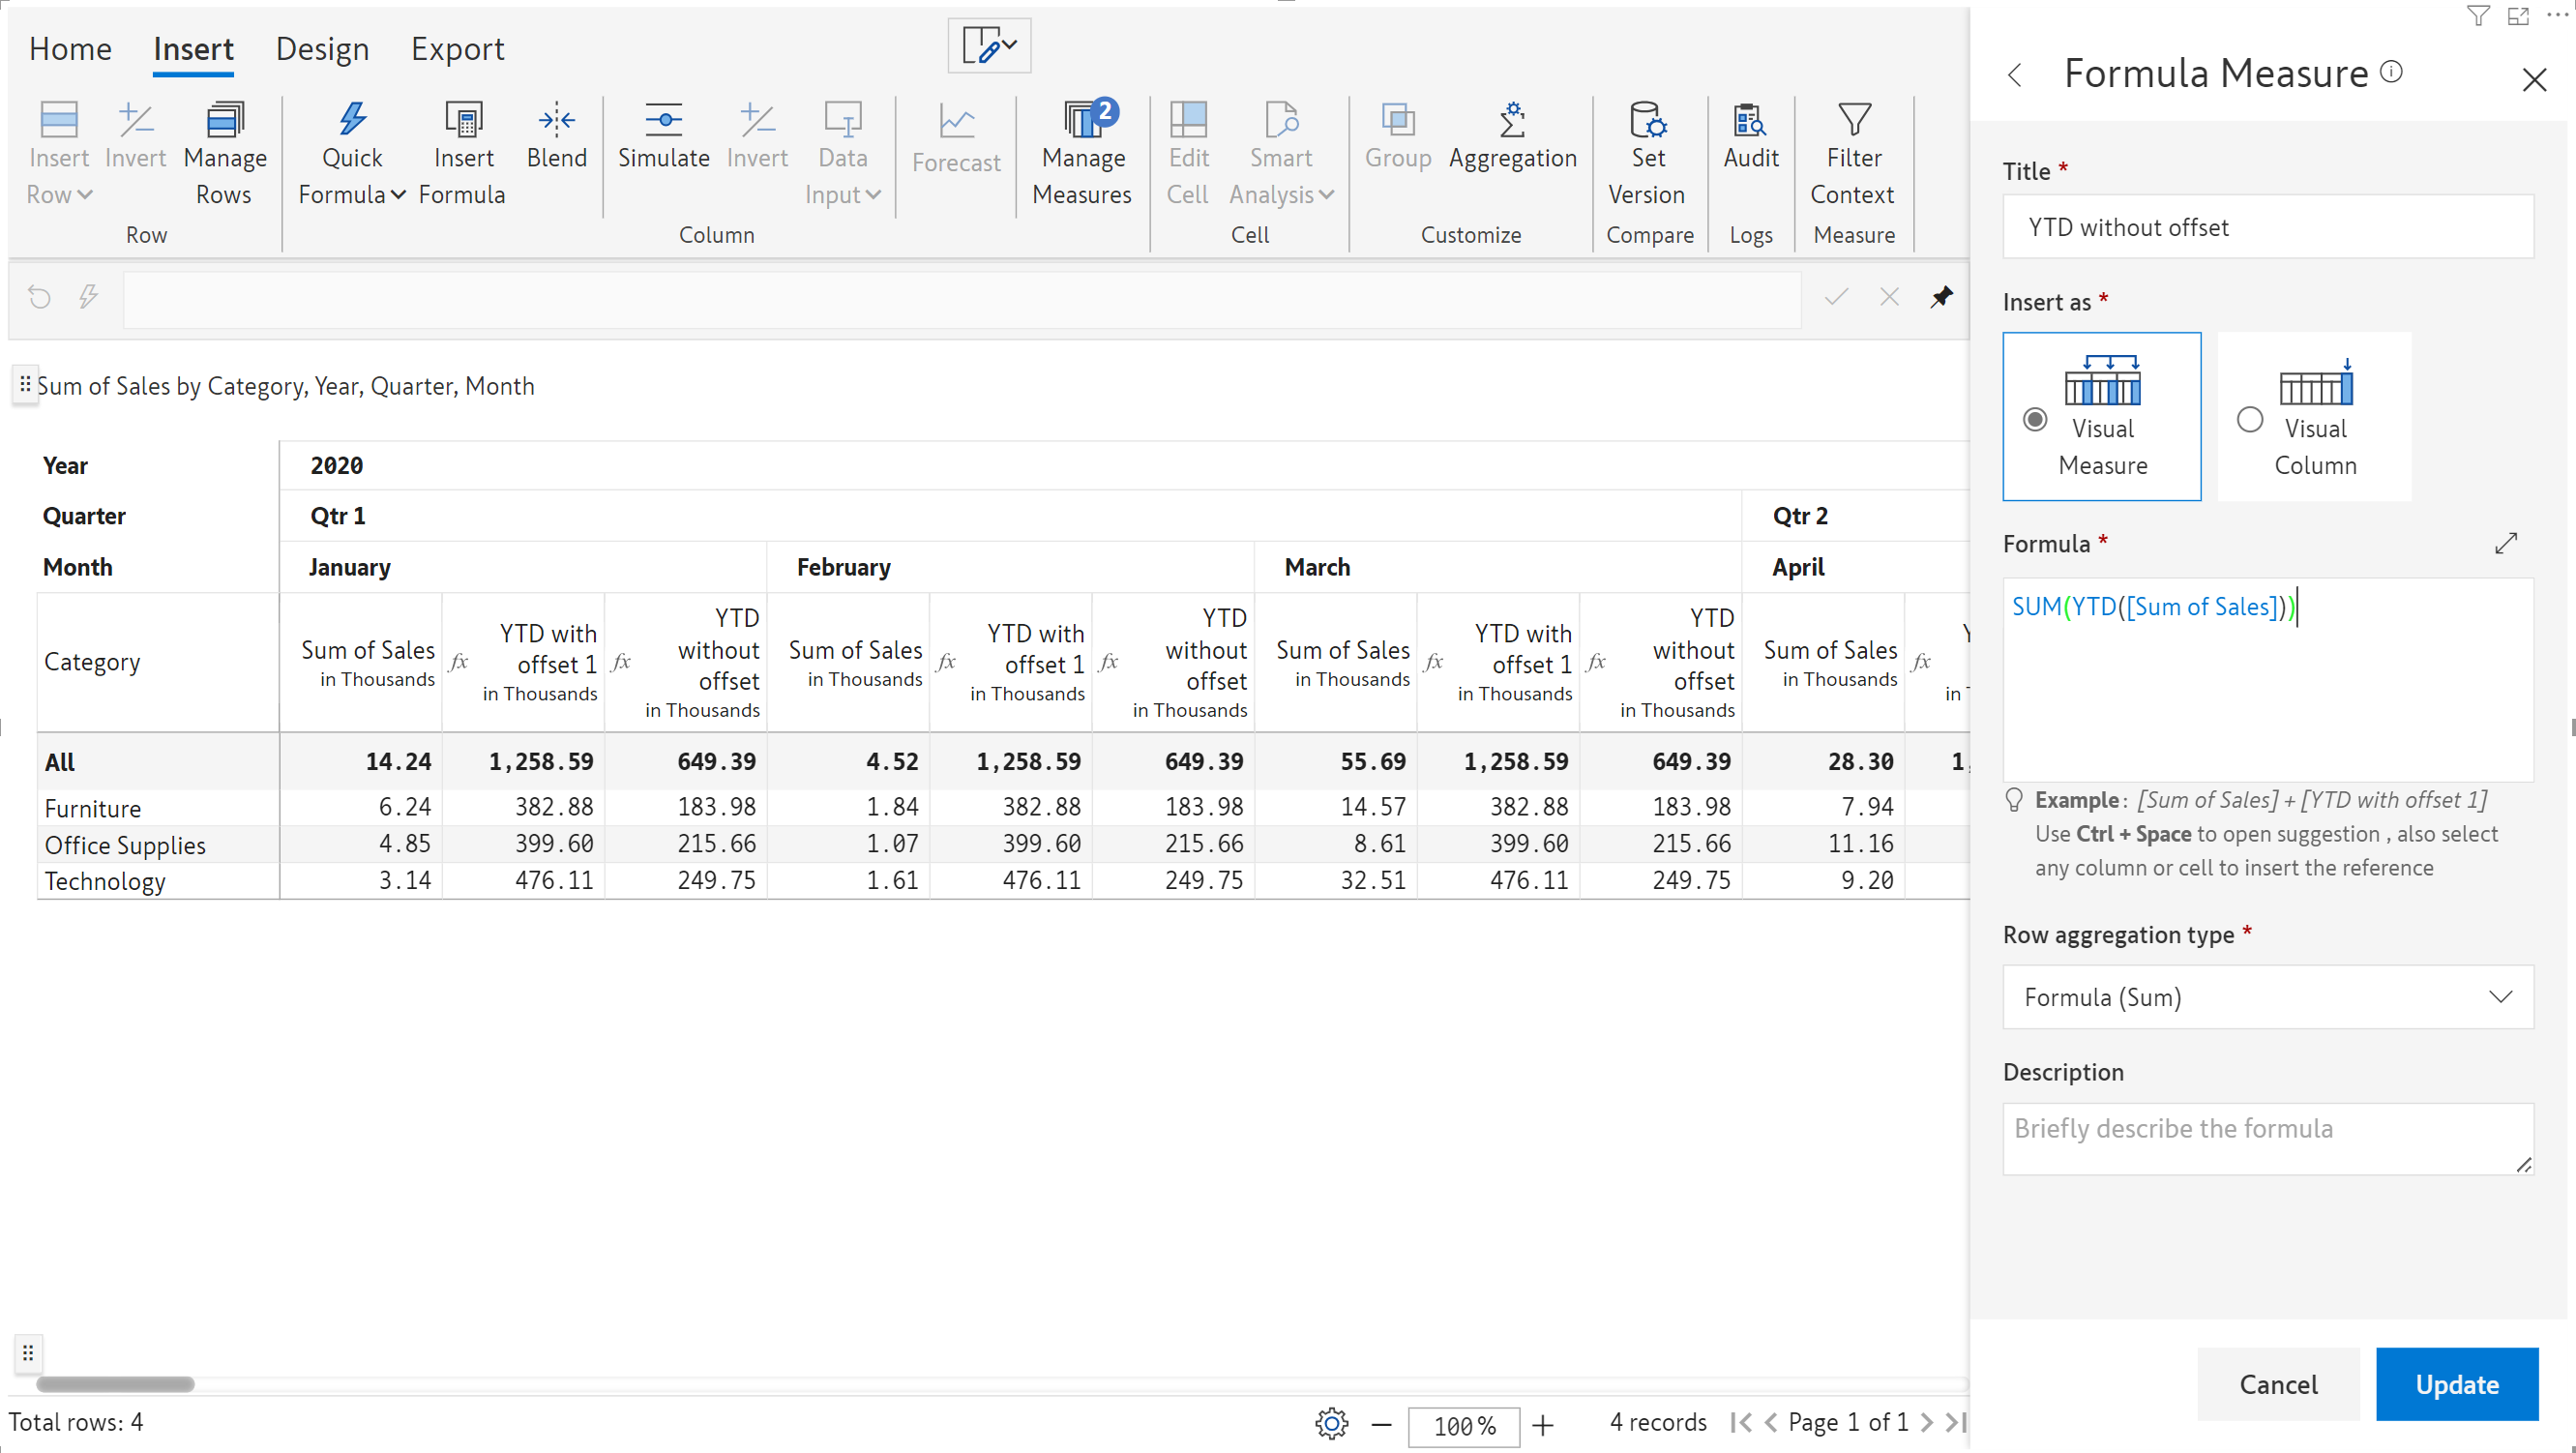 Home Insert Design Export
Insert Row
Invert
Manage Rows
Row
Quick Formula
Insert Formula
Blend
Simulate
Invert
Data Input
Column
Forecast
Manage Measures
2
Edit Cell
Smart Analysis
Cell
Group
Aggregation
Customize
Set Version
Compare
Audit
Logs
Filter Context
Measure
Sum of Sales by Category, Year, Quarter, Month
Year 2020
Quarter Qtr 1 Qtr 2
Month January February March April
Category
Sum of Sales in Thousands
fx YTD with offset 1 in Thousands
fx YTD without offset in Thousands
Sum of Sales in Thousands
fx YTD with offset 1 in Thousands
fx YTD without offset in Thousands
Sum of Sales in Thousands
fx YTD with offset 1 in Thousands
fx YTD without offset in Thousands
Sum of Sales in Thousands
fx Y in
All 14.24 1,258.59 649.39 4.52 1,258.59 649.39 55.69 1,258.59 649.39 28.30 1,
Furniture 6.24 382.88 183.98 1.84 382.88 183.98 14.57 382.88 183.98 7.94
Office Supplies 4.85 399.60 215.66 1.07 399.60 215.66 8.61 399.60 215.66 11.16
Technology 3.14 476.11 249.75 1.61 476.11 249.75 32.51 476.11 249.75 9.20
Total rows: 4
100%
4 records
Page 1 of 1
Formula Measure
Title *
YTD without offset
Insert as *
Visual Measure
Visual Column
Formula *
SUM(YTD([Sum of Sales]))
Example: [Sum of Sales] + [YTD with offset 1]
Use Ctrl + Space to open suggestion , also select
any column or cell to insert the reference
Row aggregation type *
Formula (Sum)
Description
Briefly describe the formula
Cancel
Update